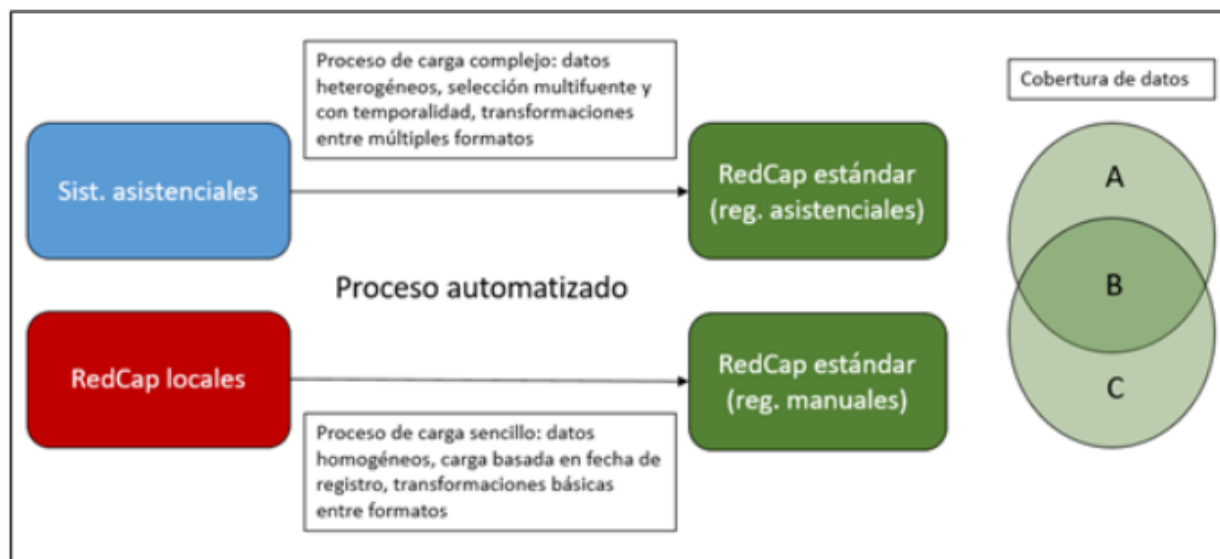 Proceso de carga complejo: datos
heterogéneos, selección multifuente y
con temporalidad, transformaciones
entre múltiples formatos
Cobertura de datos
Sist. asistenciales
RedCap estándar
(reg. asistenciales)
A
Proceso automatizado
B
RedCap locales
RedCap estándar
(reg. manuales)
C
Proceso de carga sencillo: datos
homogéneos, carga basada en fecha de
registro, transformaciones básicas
entre formatos